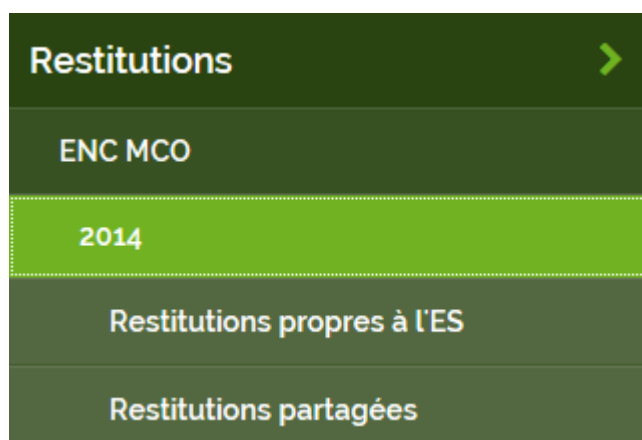 Restitutions
ENC MCO
2014
Restitutions propres à l'ES
Restitutions partagées